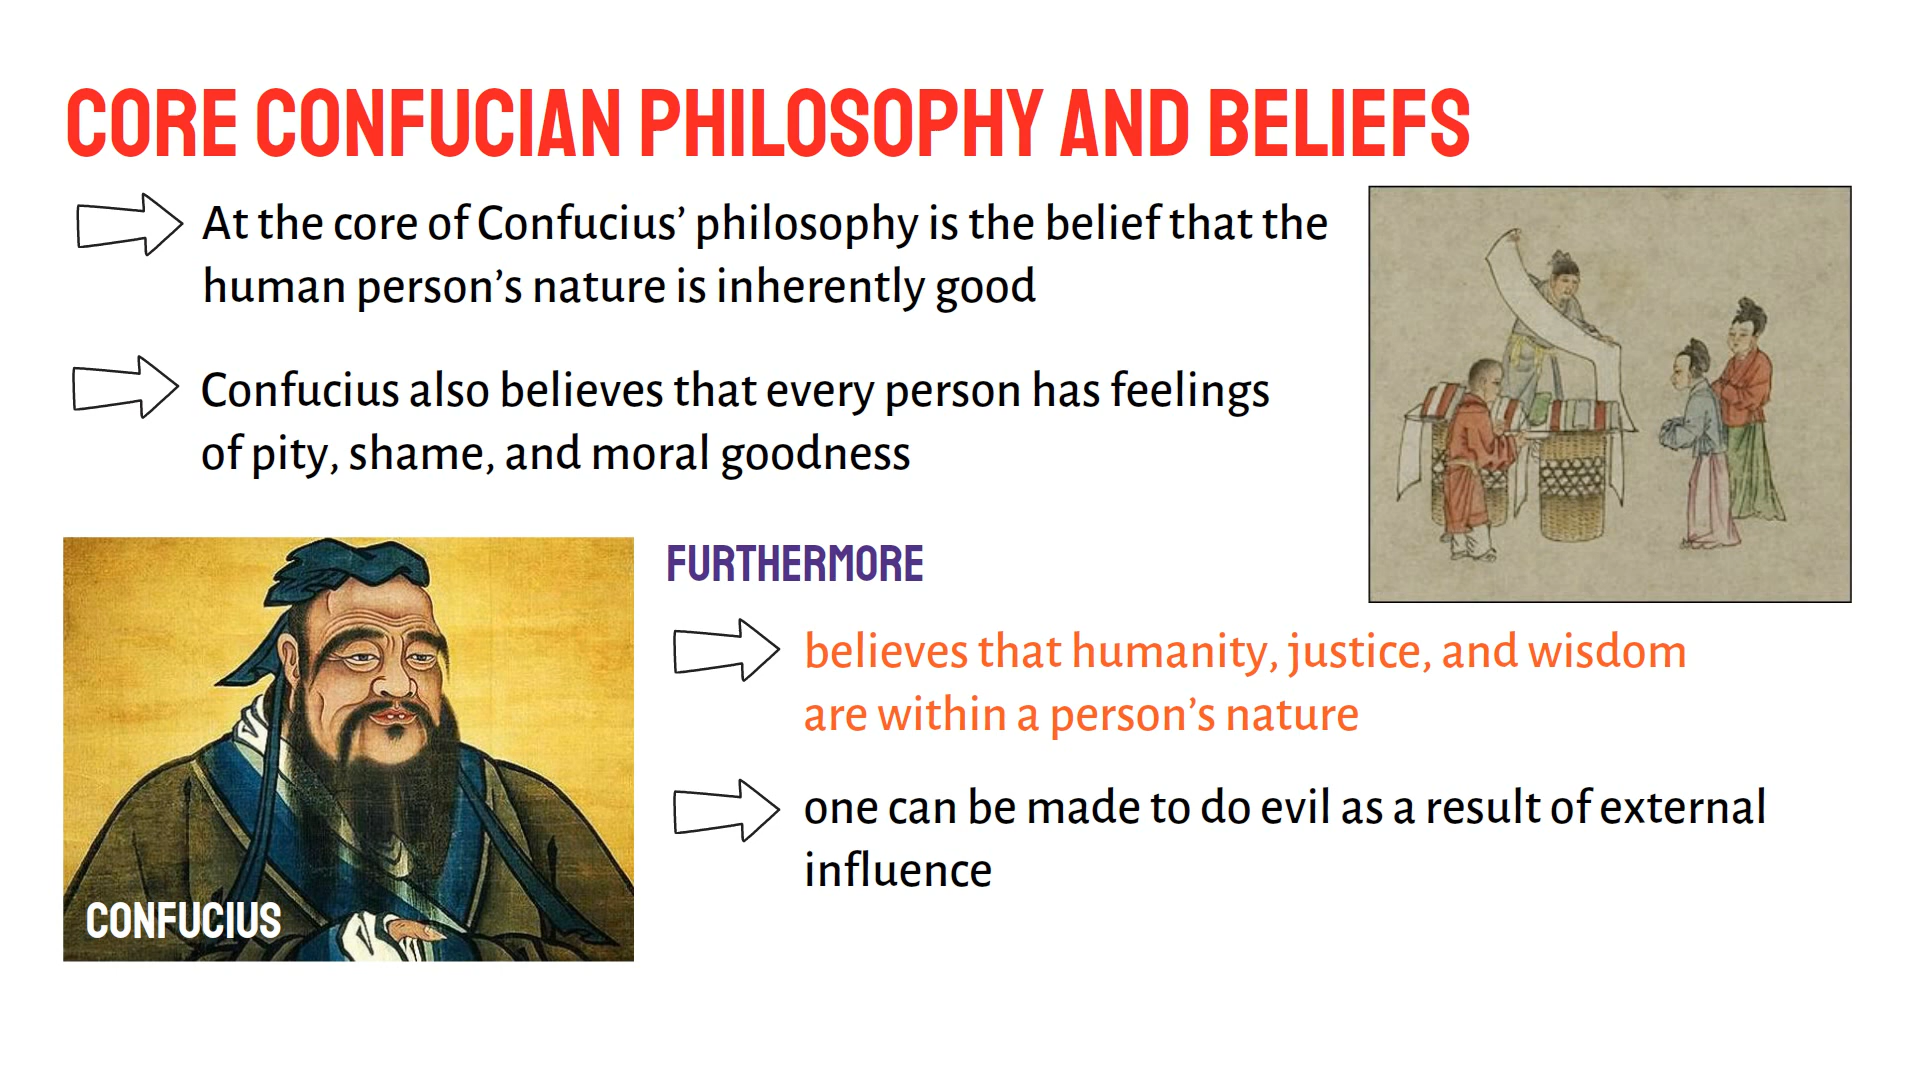 CORE CONFUCIAN PHILOSOPHY AND BELIEFS
At the core of Confucius’ philosophy is the belief that the
human person’s nature is inherently good
Confucius also believes that every person has feelings
of pity, shame, and moral goodness
FURTHERMORE
believes that humanity, justice, and wisdom
are within a person’s nature
one can be made to do evil as a result of external
influence
CONFUCIUS